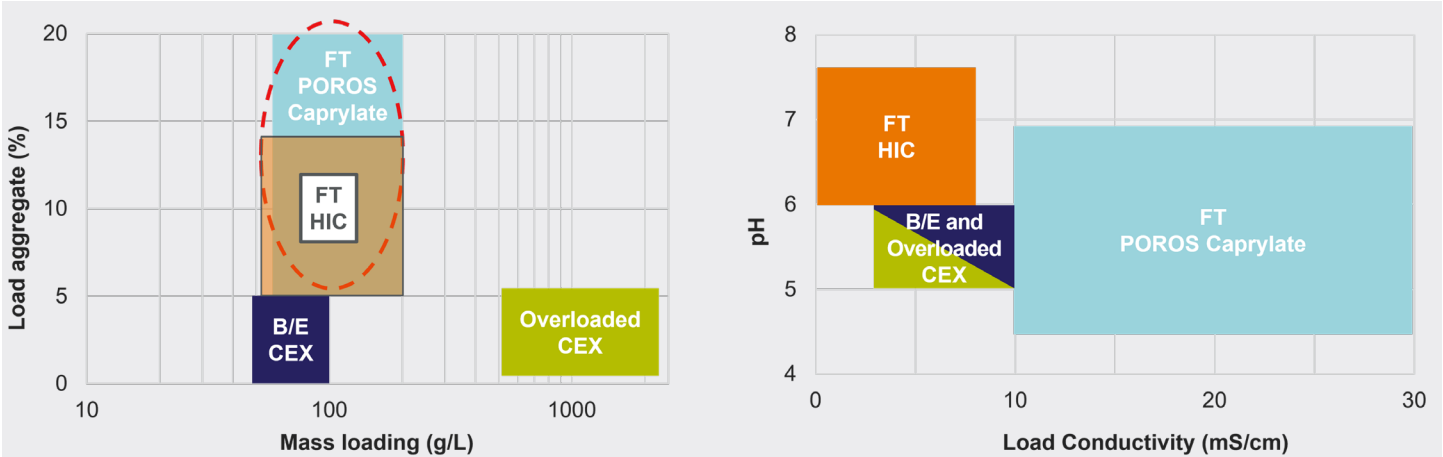 Load aggregate (%)
20
15
10
5
0
10
100
1000
Mass loading (g/L)
FT
POROS
Caprylate
FT
HIC
B/E
CEX
Overloaded
CEX
pH
8
7
6
5
4
0
10
20
30
Load Conductivity (mS/cm)
FT
HIC
B/E and
Overloaded
CEX
FT
POROS Caprylate